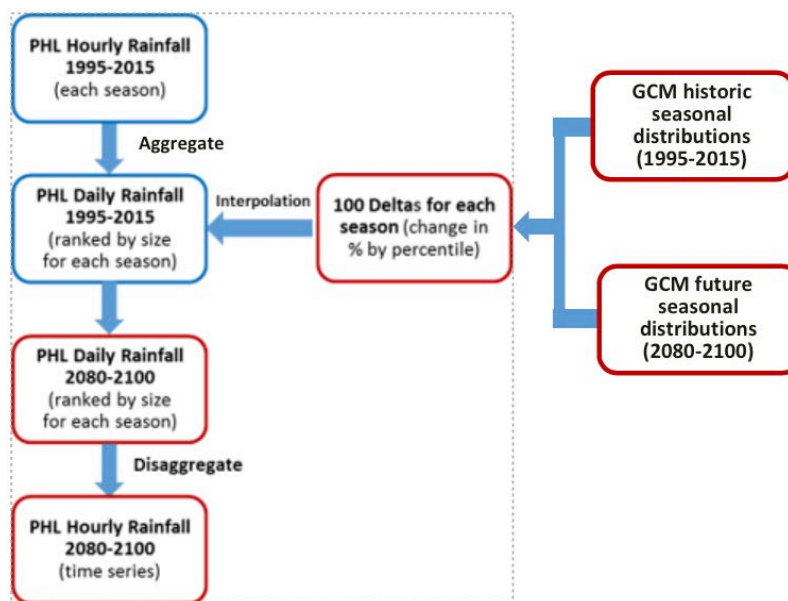 PHL Hourly Rainfall
1995-2015
(each season)
Aggregate
PHL Daily Rainfall
1995-2015
(ranked by size
for each season)
Interpolation
100 Deltas for each
season (change in
% by percentile)
GCM historic
seasonal
distributions
(1995-2015)
GCM future
seasonal
distributions
(2080-2100)
PHL Daily Rainfall
2080-2100
(ranked by size
for each season)
Disaggregate
PHL Hourly Rainfall
2080-2100
(time series)